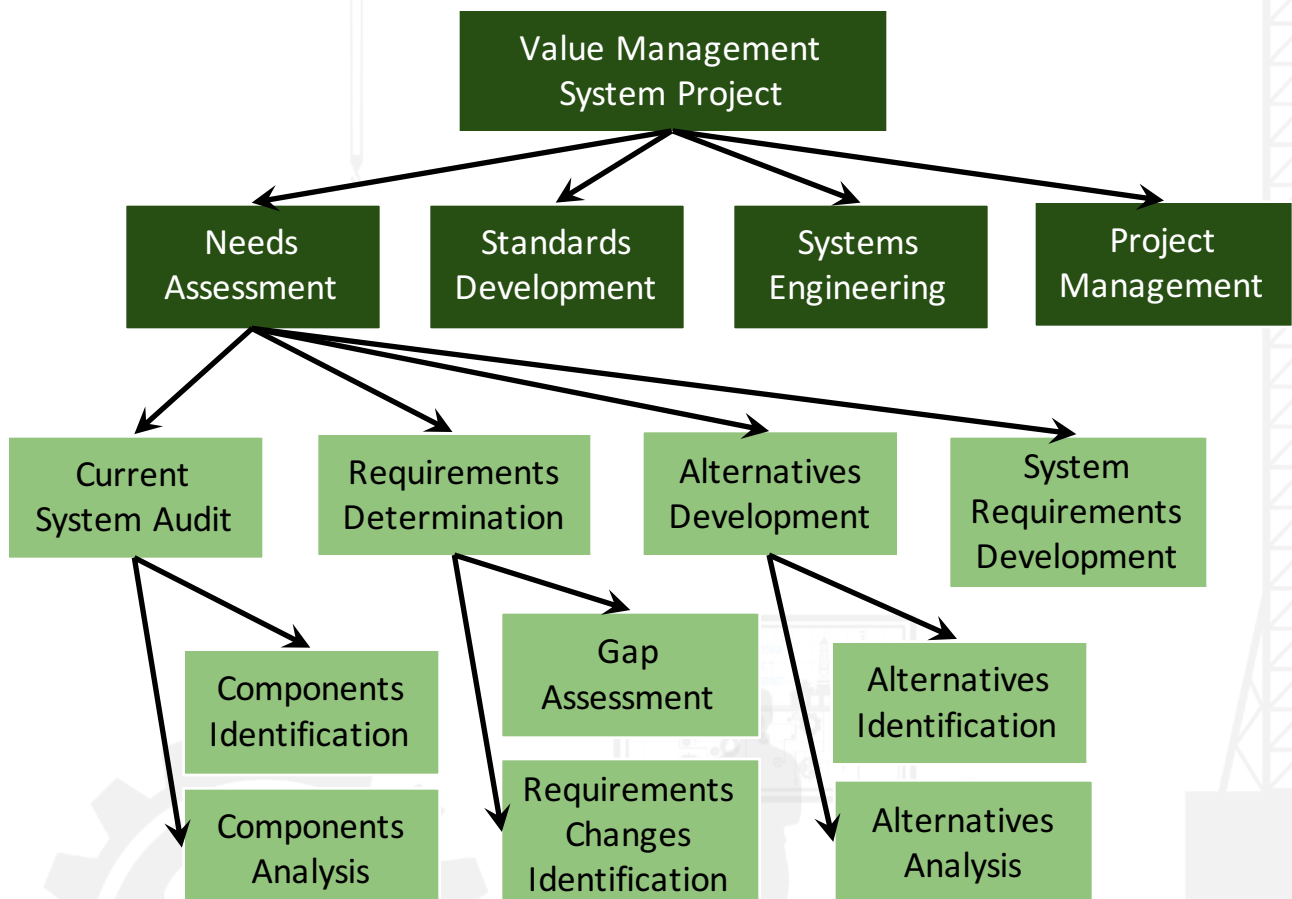 Value Management
System Project
Needs
Assessment
Standards
Development
Systems
Engineering
Project
Management
Current
System Audit
Requirements
Determination
Alternatives
Development
System
Requirements
Development
Components
Identification
Gap
Assessment
Alternatives
Identification
Components
Analysis
Requirements
Changes
Identification
Alternatives
Analysis